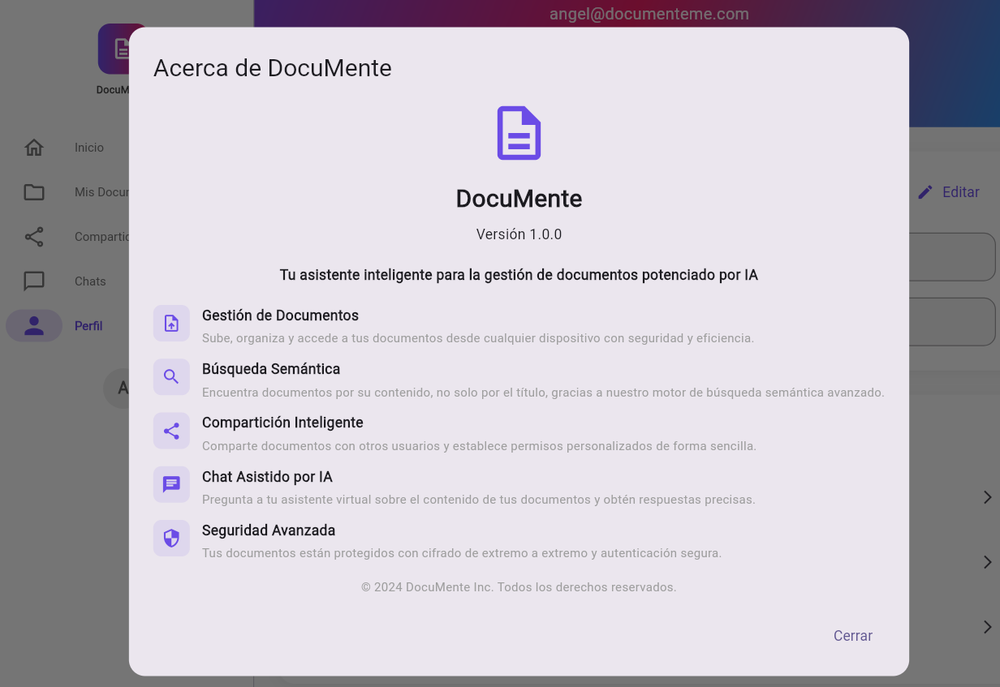 angel@documenteme.com
Acerca de DocuMente
DocuM
Inicio
Mis Docu
Comparti
Chats
Perfil
A
Editar
DocuMente
Versión 1.0.0
Tu asistente inteligente para la gestión de documentos potenciado por IA
Gestión de Documentos
Sube, organiza y accede a tus documentos desde cualquier dispositivo con seguridad y eficiencia.
Búsqueda Semántica
Encuentra documentos por su contenido, no solo por el título, gracias a nuestro motor de búsqueda semántica avanzado.
Compartición Inteligente
Comparte documentos con otros usuarios y establece permisos personalizados de forma sencilla.
Chat Asistido por IA
Pregunta a tu asistente virtual sobre el contenido de tus documentos y obtén respuestas precisas.
Seguridad Avanzada
Tus documentos están protegidos con cifrado de extremo a extremo y autenticación segura.
© 2024 DocuMente Inc. Todos los derechos reservados.
Cerrar